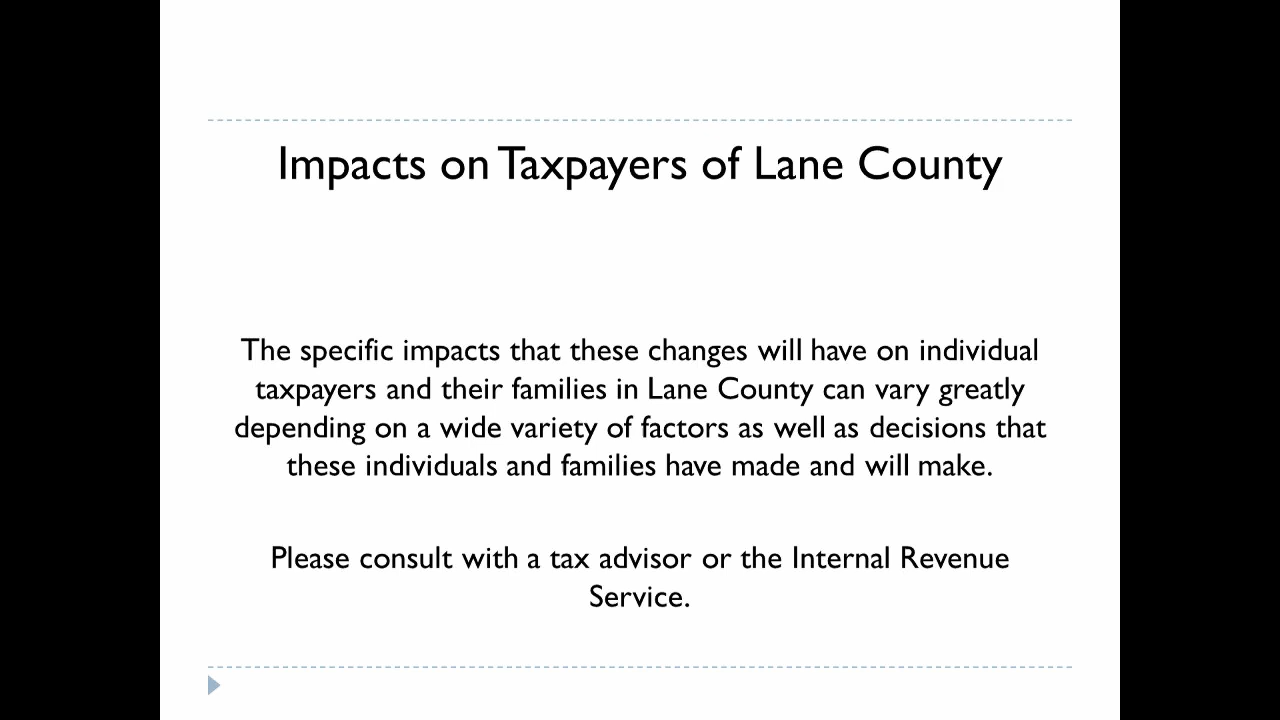 Impacts on Taxpayers of Lane County
The specific impacts that these changes will have on individual
taxpayers and their families in Lane County can vary greatly
depending on a wide variety of factors as well as decisions that
these individuals and families have made and will make.
Please consult with a tax advisor or the Internal Revenue
Service.